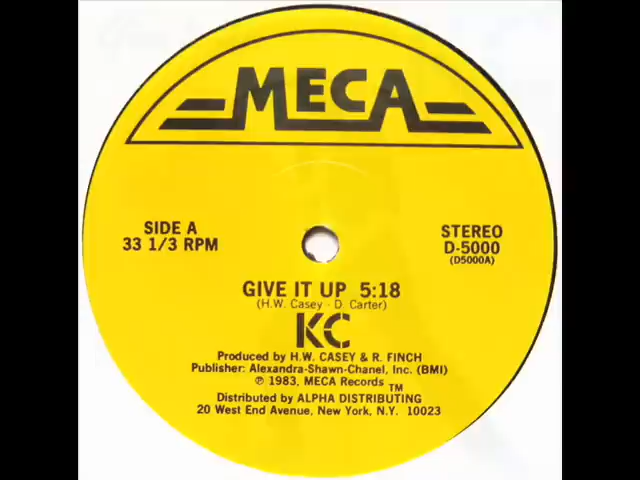 MECA
SIDE A
33 1/3 RPM
STEREO
D-5000
(D5000A)
GIVE IT UP 5:18
(H.W. Casey - D. Carter)
KC
Produced by H.W. CASEY & R. FINCH
Publisher: Alexandra-Shawn-Chanel, Inc. (BMI)
℗ 1983, MECA Records TM
Distributed by ALPHA DISTRIBUTING
20 West End Avenue, New York, N.Y. 10023